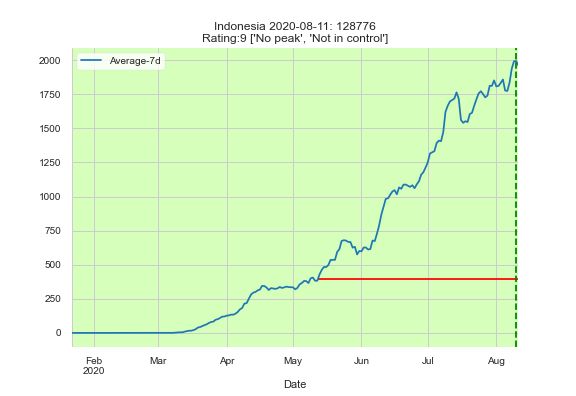 Indonesia 2020-08-11: 128776
Rating:9 ['No peak', 'Not in control']
Average-7d
2000
1750
1500
1250
1000
750
500
250
0
Feb Mar Apr May Jun Jul Aug
2020
Date